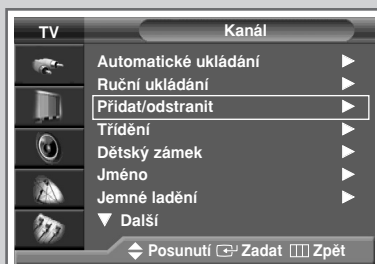 TV
Kanál
Automatické ukládání
Ruční ukládání
Přidat/odstranit
Třídění
Dětský zámek
Jméno
Jemné ladění
Další
Posunutí Zadat Zpět